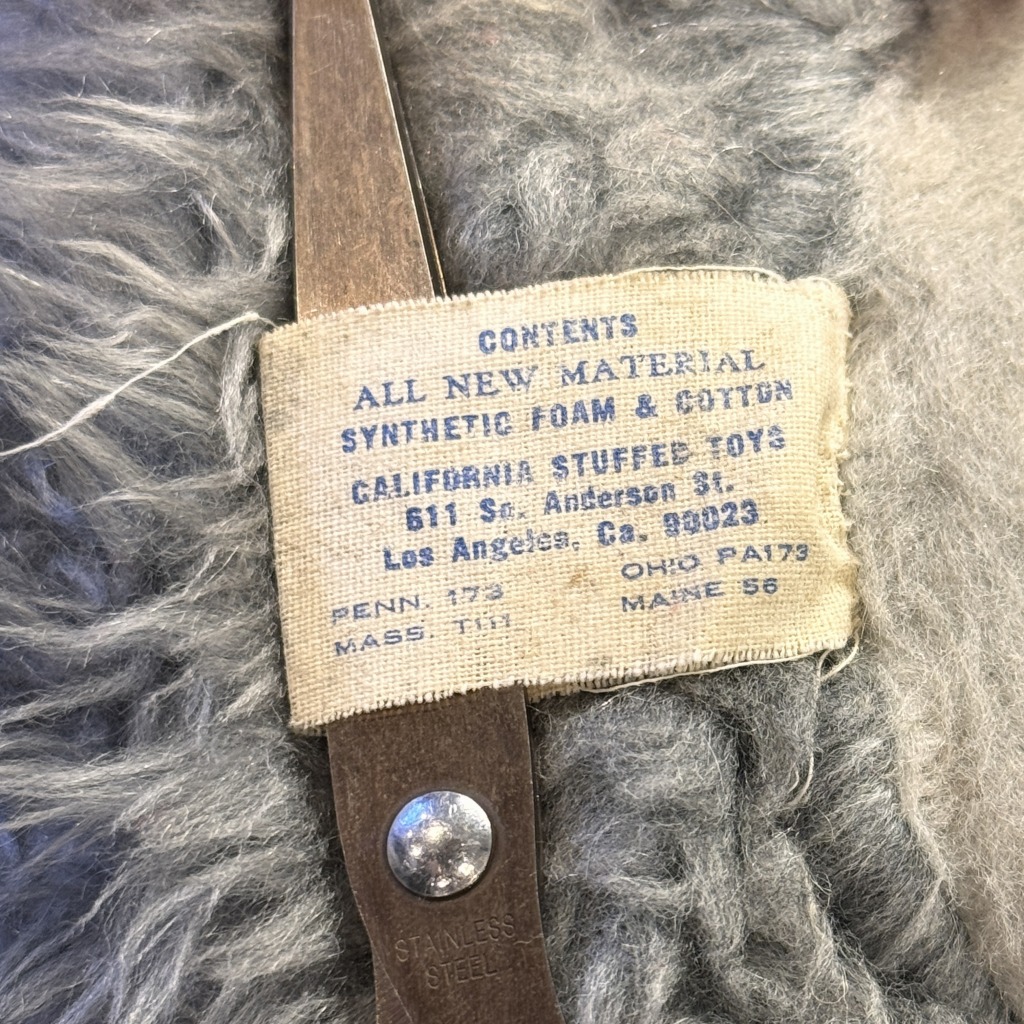 CONTENTS
ALL NEW MATERIAL
SYNTHETIC FOAM & COTTON
CALIFORNIA STUFFED TOYS
611 So. Anderson St.
Los Angeles, Ca. 90023
PENN. 173 OHIO PA173
MASS. T111 MAINE 56
STAINLESS
STEEL